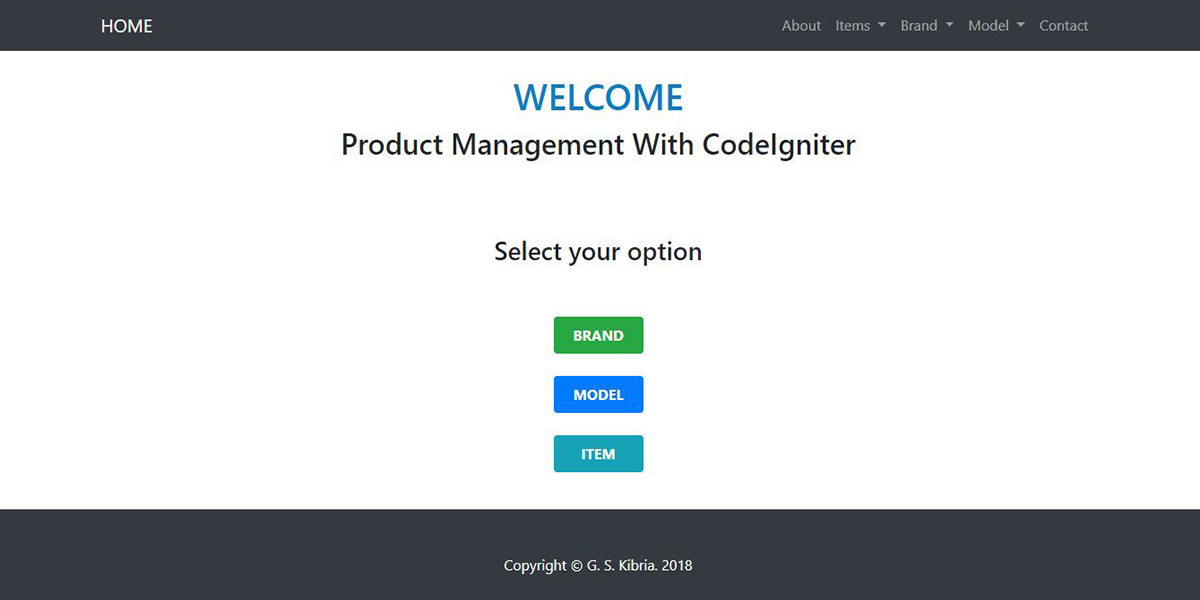 HOME About Items Brand Model Contact
WELCOME
Product Management With CodeIgniter
Select your option
BRAND
MODEL
ITEM
Copyright © G. S. Kibria. 2018